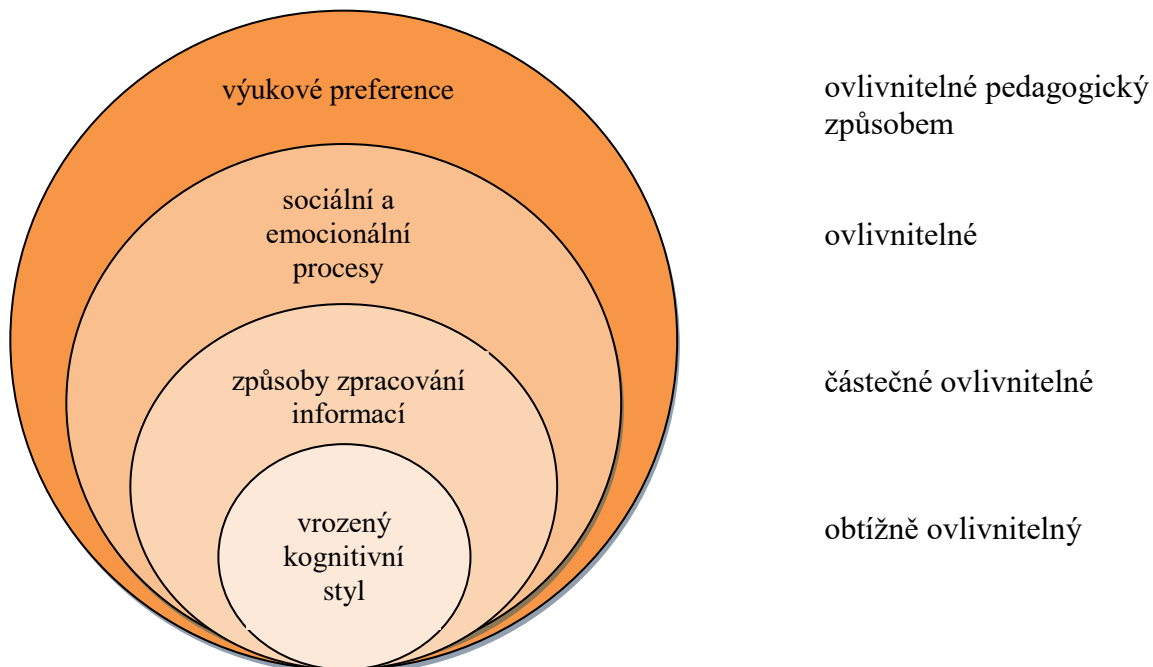 výukové preference
ovlivnitelné pedagogický
způsobem
sociální a
emocionální
procesy
ovlivnitelné
způsoby zpracování
informací
částečné ovlivnitelné
vrozený
kognitivní
styl
obtížně ovlivnitelný